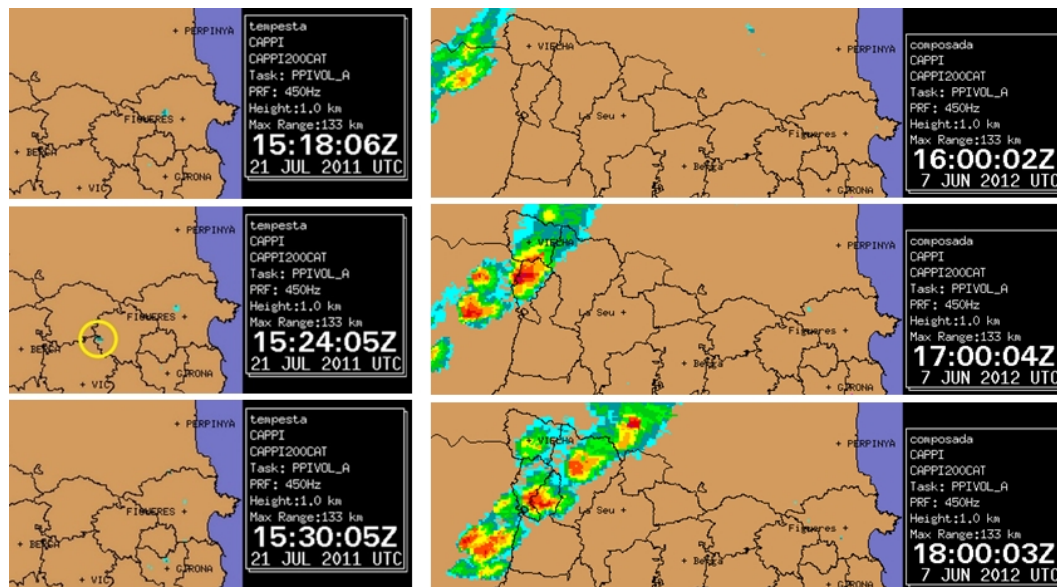 + PERPINYA
FIGUERES +
+ BERGA
+ VIC
+ GIRONA
tempesta
CAPPI
CAPPI200CAT
Task: PPIVOL_A
PRF: 450Hz
Height:1.0 km
Max Range:133 km
15:18:06Z
21 JUL 2011 UTC
+ VIELHA
+ PERPINYA
La Seu +
Figueres +
+ Berga
+ GIRONA
composada
CAPPI
CAPPI200CAT
Task: PPIVOL_A
PRF: 450Hz
Height:1.0 km
Max Range:133 km
16:00:02Z
7 JUN 2012 UTC
+ PERPINYA
FIGUERES +
+ BERGA
+ VIC
+ GIRONA
tempesta
CAPPI
CAPPI200CAT
Task: PPIVOL_A
PRF: 450Hz
Height:1.0 km
Max Range:133 km
15:24:05Z
21 JUL 2011 UTC
+ VIELHA
+ PERPINYA
La Seu +
Figueres +
+ Berga
+ GIRONA
composada
CAPPI
CAPPI200CAT
Task: PPIVOL_A
PRF: 450Hz
Height:1.0 km
Max Range:133 km
17:00:04Z
7 JUN 2012 UTC
+ PERPINYA
FIGUERES +
+ BERGA
+ VIC
+ GIRONA
tempesta
CAPPI
CAPPI200CAT
Task: PPIVOL_A
PRF: 450Hz
Height:1.0 km
Max Range:133 km
15:30:05Z
21 JUL 2011 UTC
+ VIELHA
+ PERPINYA
La Seu +
Figueres +
+ Berga
+ GIRONA
composada
CAPPI
CAPPI200CAT
Task: PPIVOL_A
PRF: 450Hz
Height:1.0 km
Max Range:133 km
18:00:03Z
7 JUN 2012 UTC